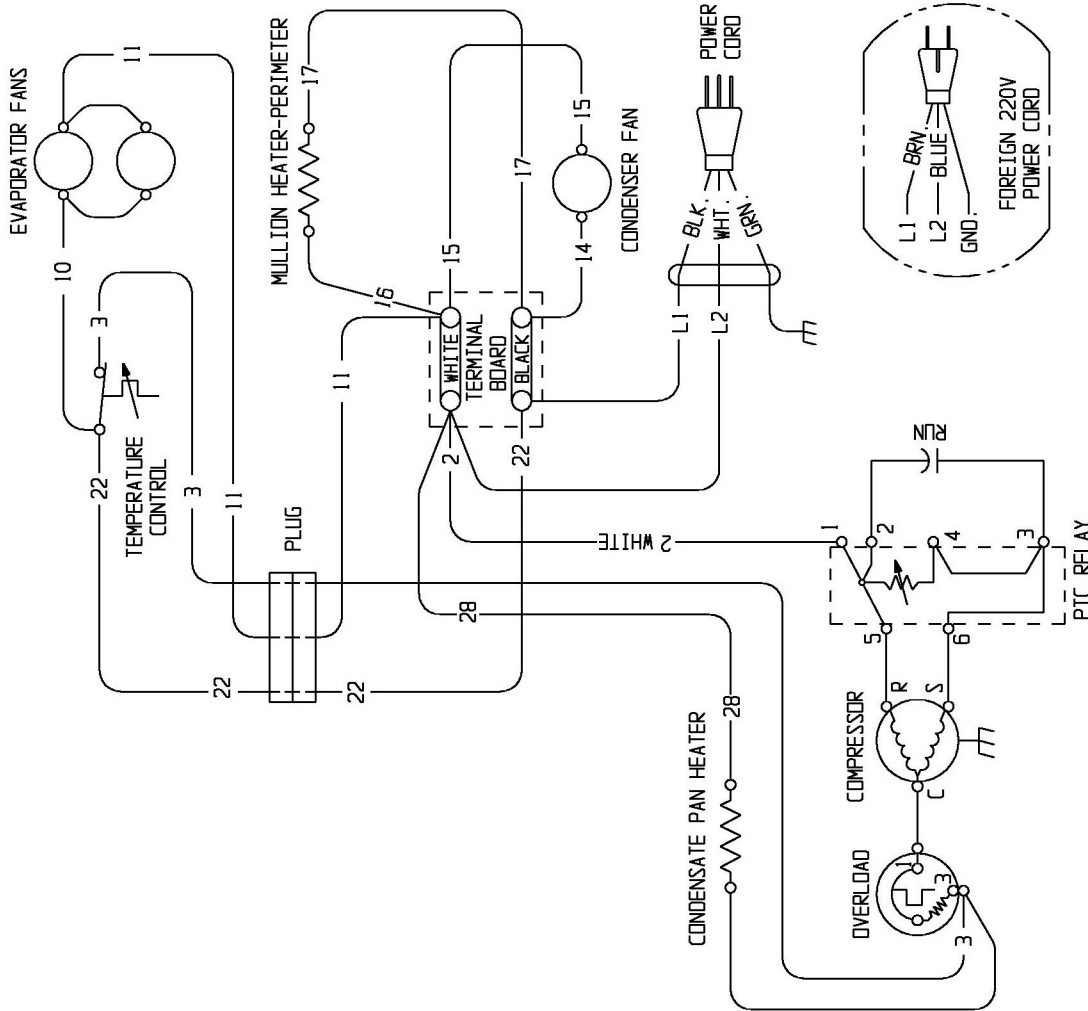 EVAPORATOR FANS
11
10
3
22
TEMPERATURE
CONTROL
3
11
PLUG
22
22
11
MULLION HEATER-PERIMETER
17
16
15
15
17
WHITE
TERMINAL
BOARD
BLACK
14
CONDENSER FAN
2
22
28
28
2 WHITE
L1
L2
BLK.
WHT.
GRN.
POWER
CORD
L1
L2
GND.
BRN.
BLUE
FOREIGN 220V
POWER CORD
CONDENSATE PAN HEATER
RUN
1
2
4
3
5
6
PTC RELAY
COMPRESSOR
R
S
C
OVERLOAD
1
3
3